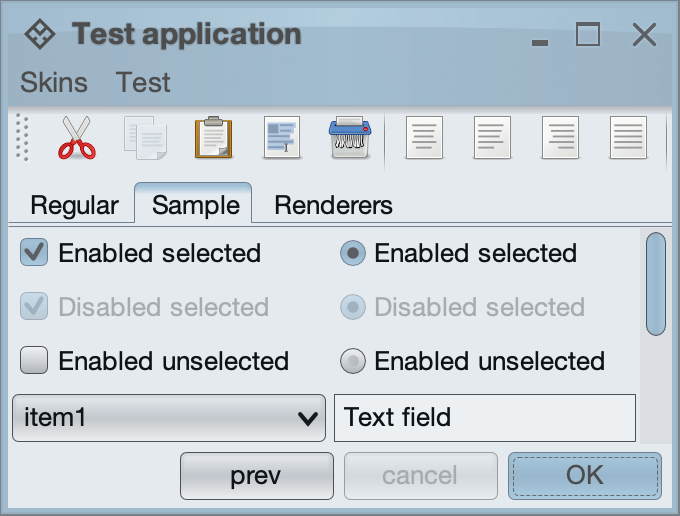 Test application
Skins Test
Regular Sample Renderers
Enabled selected Enabled selected
Disabled selected Disabled selected
Enabled unselected Enabled unselected
item1 Text field
prev cancel OK